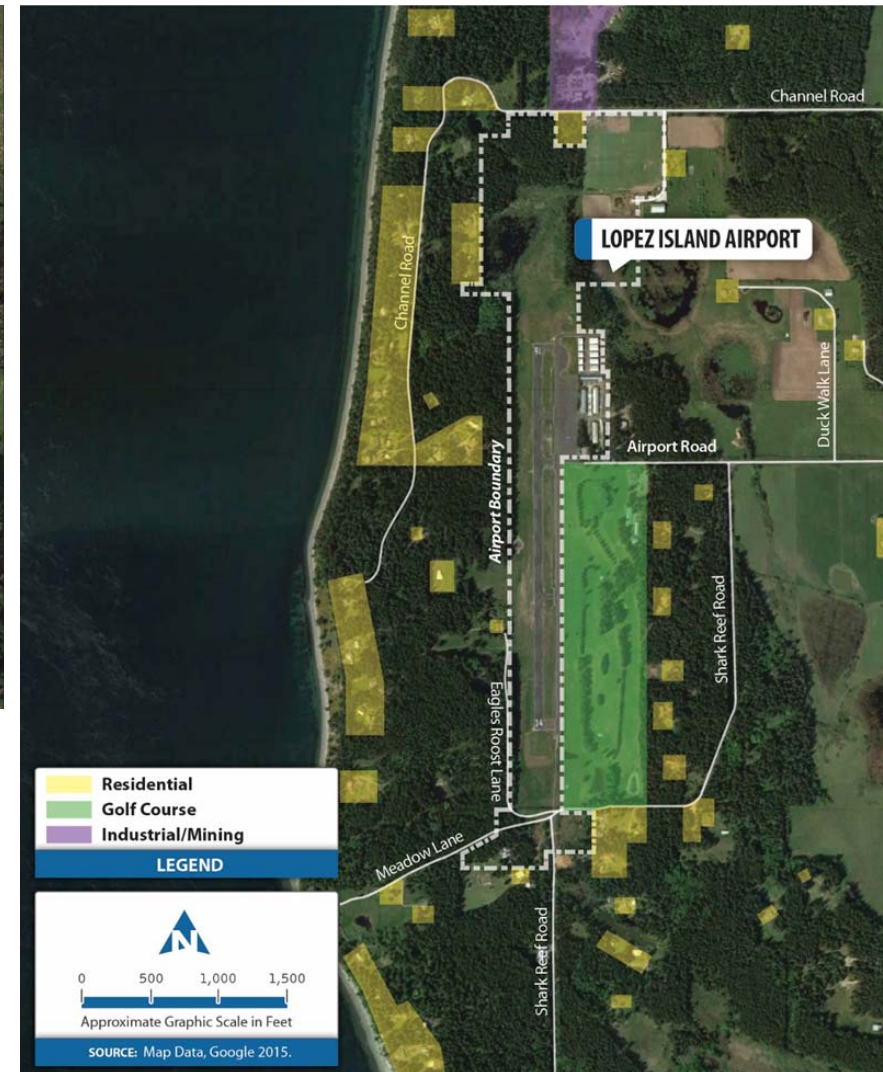 Channel Road
LOPEZ ISLAND AIRPORT
Channel Road
Duck Walk Lane
Airport Road
Airport Boundary
Shark Reef Road
Eagles Roost Lane
34
Meadow Lane
Shark Reef Road
Residential
Golf Course
Industrial/Mining
LEGEND
N
0 500 1,000 1,500
Approximate Graphic Scale in Feet
SOURCE: Map Data, Google 2015.